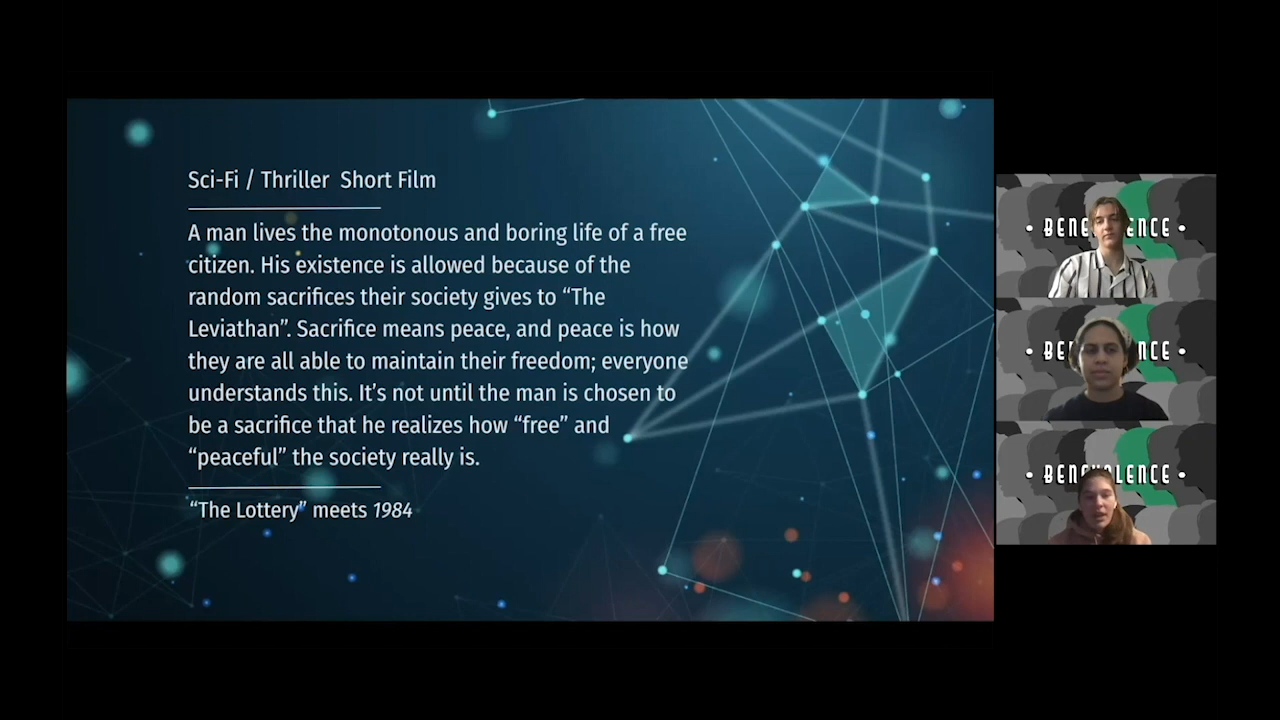 Sci-Fi / Thriller Short Film
A man lives the monotonous and boring life of a free
citizen. His existence is allowed because of the
random sacrifices their society gives to “The
Leviathan”. Sacrifice means peace, and peace is how
they are all able to maintain their freedom; everyone
understands this. It’s not until the man is chosen to
be a sacrifice that he realizes how “free” and
“peaceful” the society really is.
“The Lottery” meets 1984